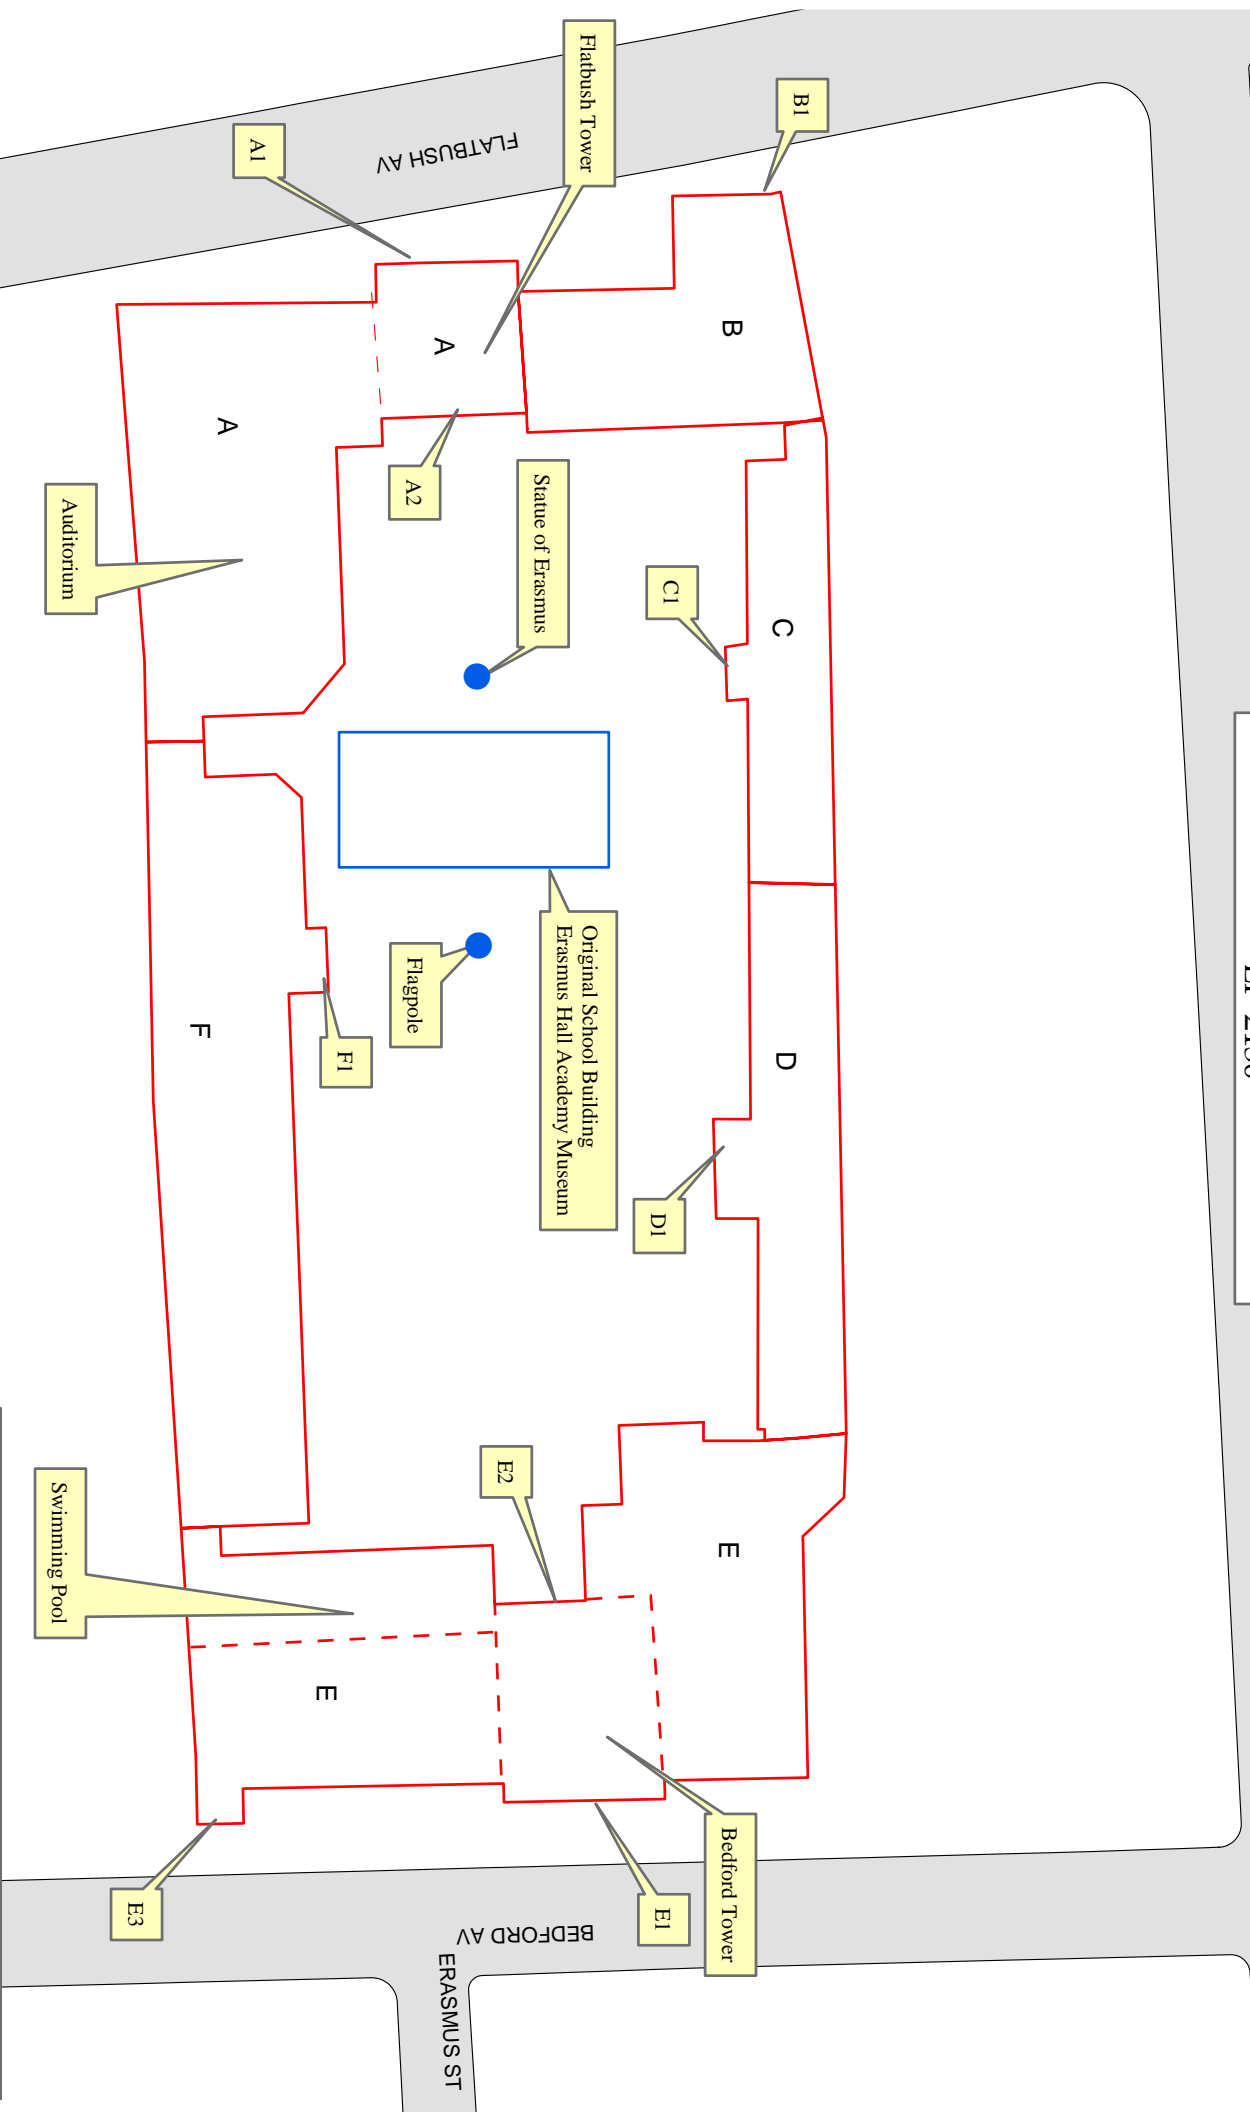 FLATBUSH AV
Flatbush Tower
B1
A1
B
A
A
A2
Auditorium
Statue of Erasmus
C1
C
Original School Building
Erasmus Hall Academy Museum
Flagpole
F1
F
D
D1
E2
E
Swimming Pool
E
Bedford Tower
E1
E3
BEDFORD AV
ERASMUS ST